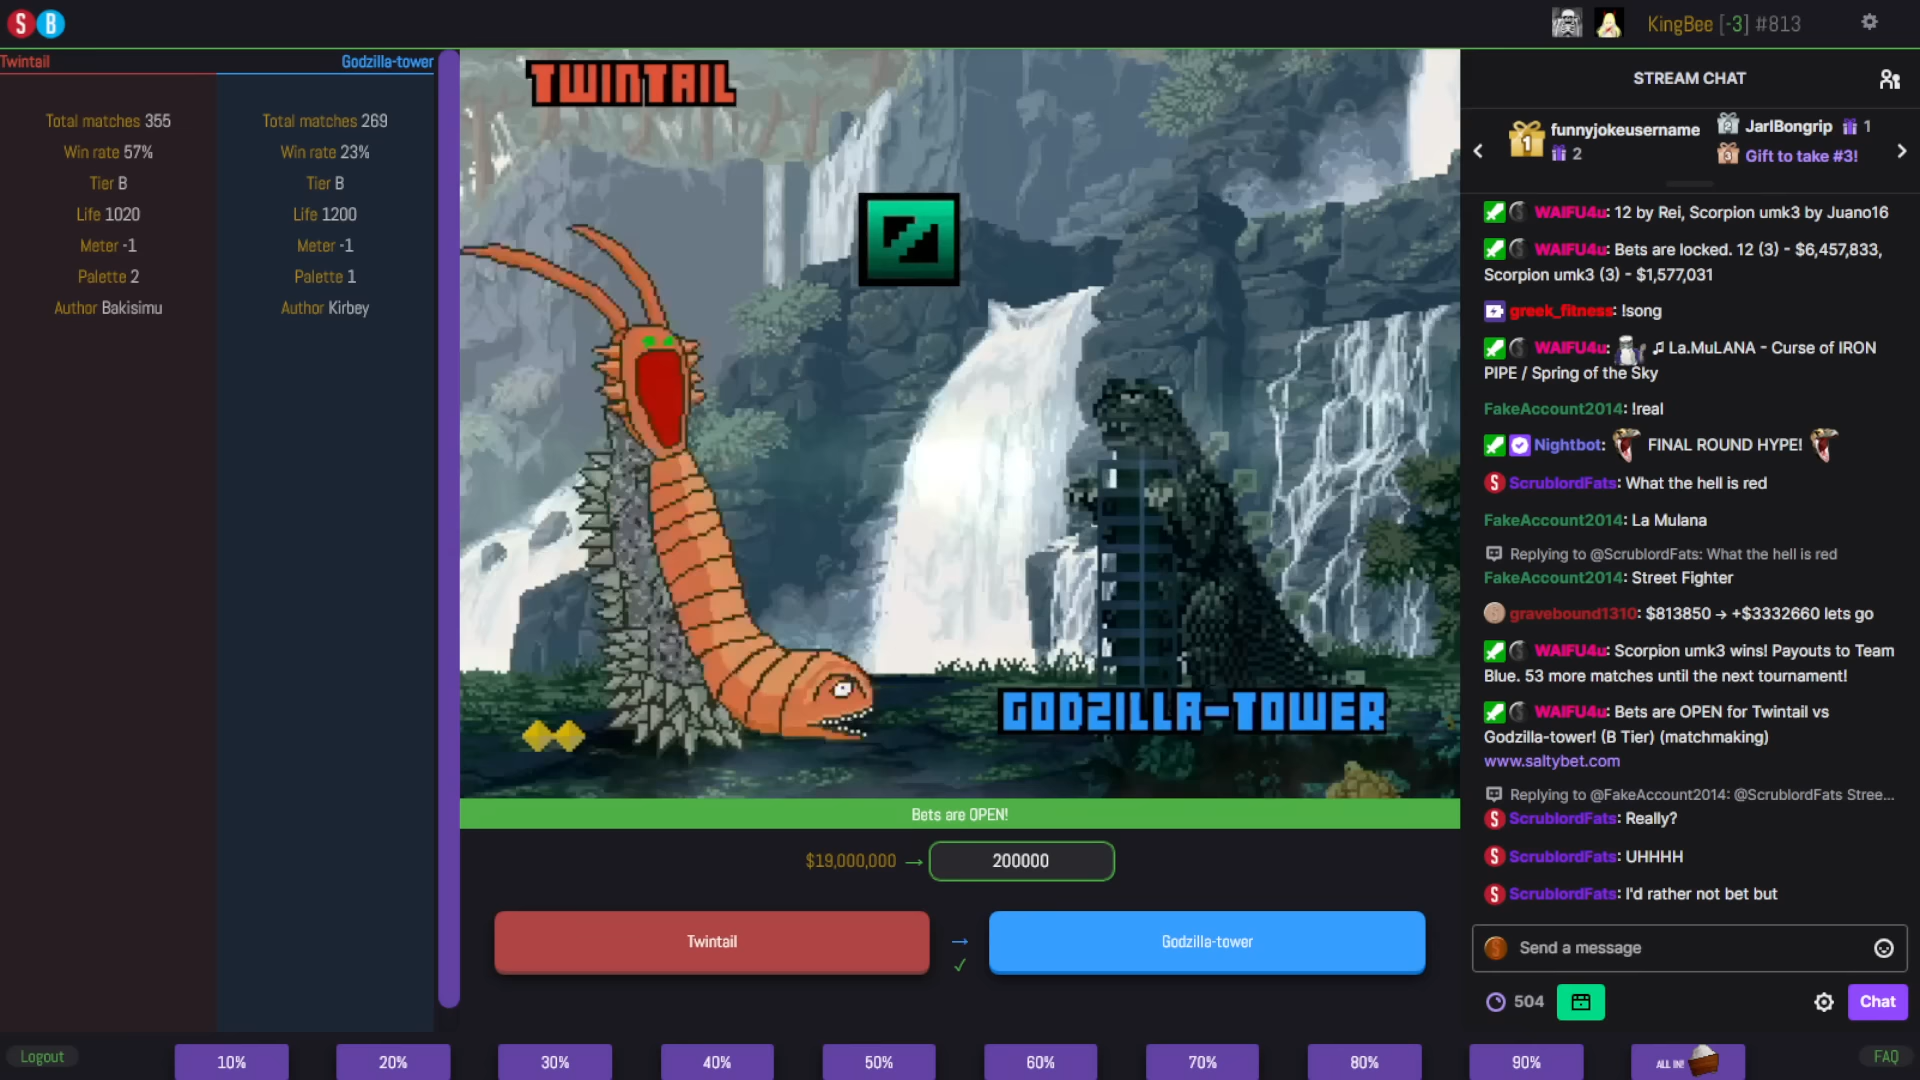 S B
KingBee [-3] #813
Twintail
Godzilla-tower
Total matches 355
Win rate 57%
Tier B
Life 1020
Meter -1
Palette 2
Author Bakisimu
Total matches 269
Win rate 23%
Tier B
Life 1200
Meter -1
Palette 1
Author Kirbey
TWINTAIL
GODZILLA-TOWER
Bets are OPEN!
$19,000,000 → 200000
Twintail
→
✓
Godzilla-tower
STREAM CHAT
1 funnyjokeusername
2
2 JarlBongrip 1
3 Gift to take #3!
WAIFU4u: 12 by Rei, Scorpion umk3 by Juano16
WAIFU4u: Bets are locked. 12 (3) - $6,457,833,
Scorpion umk3 (3) - $1,577,031
greek_fitness: !song
WAIFU4u: ♫ La.MuLANA - Curse of IRON
PIPE / Spring of the Sky
FakeAccount2014: !real
Nightbot: FINAL ROUND HYPE!
S ScrublordFats: What the hell is red
FakeAccount2014: La Mulana
Replying to @ScrublordFats: What the hell is red
FakeAccount2014: Street Fighter
gravebound1310: $813850 → +$3332660 lets go
WAIFU4u: Scorpion umk3 wins! Payouts to Team
Blue. 53 more matches until the next tournament!
WAIFU4u: Bets are OPEN for Twintail vs
Godzilla-tower! (B Tier) (matchmaking)
www.saltybet.com
Replying to @FakeAccount2014: @ScrublordFats Stree...
S ScrublordFats: Really?
S ScrublordFats: UHHHH
S ScrublordFats: I'd rather not bet but
Send a message
504
Chat
Logout
10%
20%
30%
40%
50%
60%
70%
80%
90%
ALL IN!
FAQ